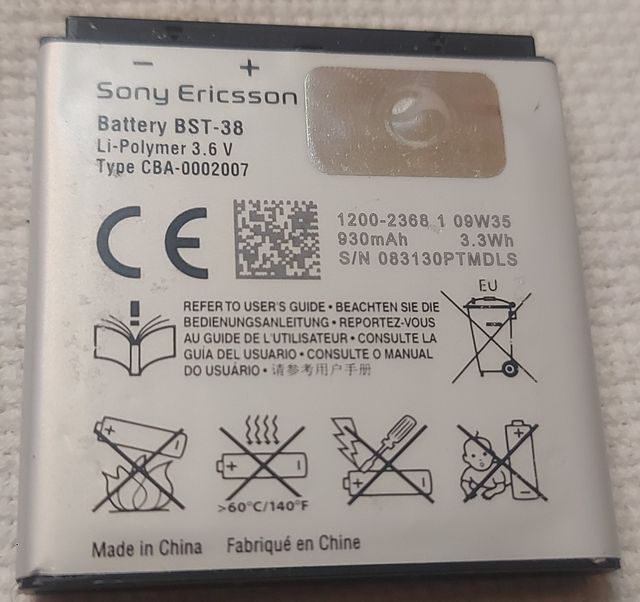 − +
Sony Ericsson
Battery BST-38
Li-Polymer 3.6 V
Type CBA-0002007
CE
1200-2368 1 09W35
930mAh 3.3Wh
S/N 083130PTMDLS
EU
REFER TO USER'S GUIDE • BEACHTEN SIE DIE
BEDIENUNGSANLEITUNG • REPORTEZ-VOUS
AU GUIDE DE L'UTILISATEUR • CONSULTE LA
GUÍA DEL USUARIO • CONSULTE O MANUAL
DO USUÁRIO • 请参考用户手册
>60°C/140°F
Made in China Fabriqué en Chine